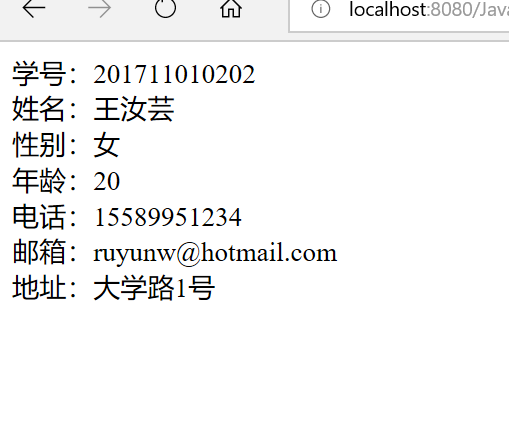 localhost:8080/Java
学号：201711010202
姓名：王汝芸
性别：女
年龄：20
电话：15589951234
邮箱：ruyunw@hotmail.com
地址：大学路1号